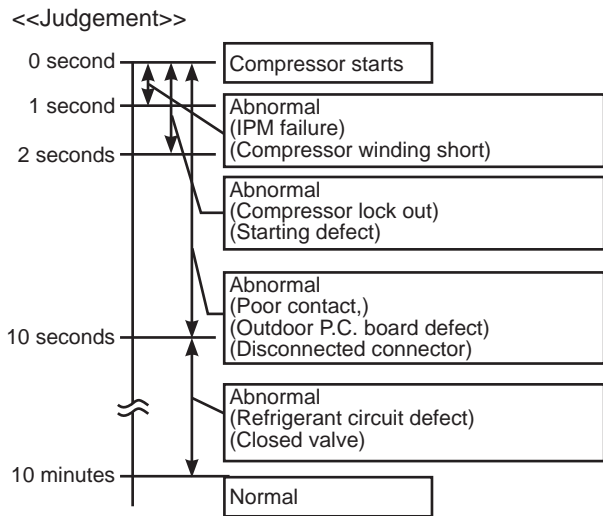 <<Judgement>>
0 second
Compressor starts
1 second
Abnormal
(IPM failure)
(Compressor winding short)
2 seconds
Abnormal
(Compressor lock out)
(Starting defect)
Abnormal
(Poor contact,)
(Outdoor P.C. board defect)
(Disconnected connector)
10 seconds
Abnormal
(Refrigerant circuit defect)
(Closed valve)
10 minutes
Normal